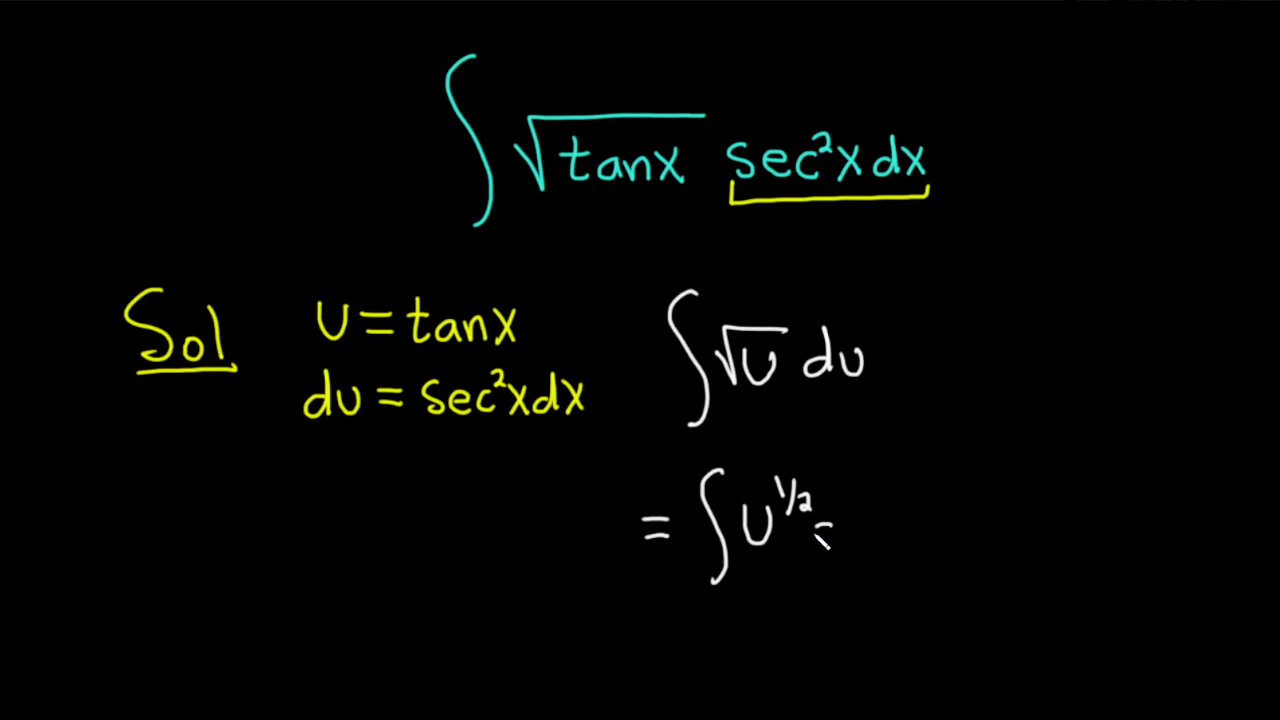 ∫ √tanx sec²x dx
Sol
u = tanx
du = sec²x dx
∫ √u du
= ∫ u^1/2 =